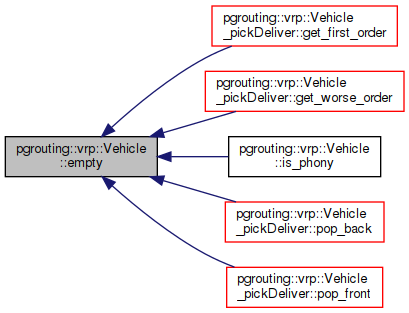 pgrouting::vrp::Vehicle
::empty
pgrouting::vrp::Vehicle
_pickDeliver::get_first_order
pgrouting::vrp::Vehicle
_pickDeliver::get_worse_order
pgrouting::vrp::Vehicle
::is_phony
pgrouting::vrp::Vehicle
_pickDeliver::pop_back
pgrouting::vrp::Vehicle
_pickDeliver::pop_front